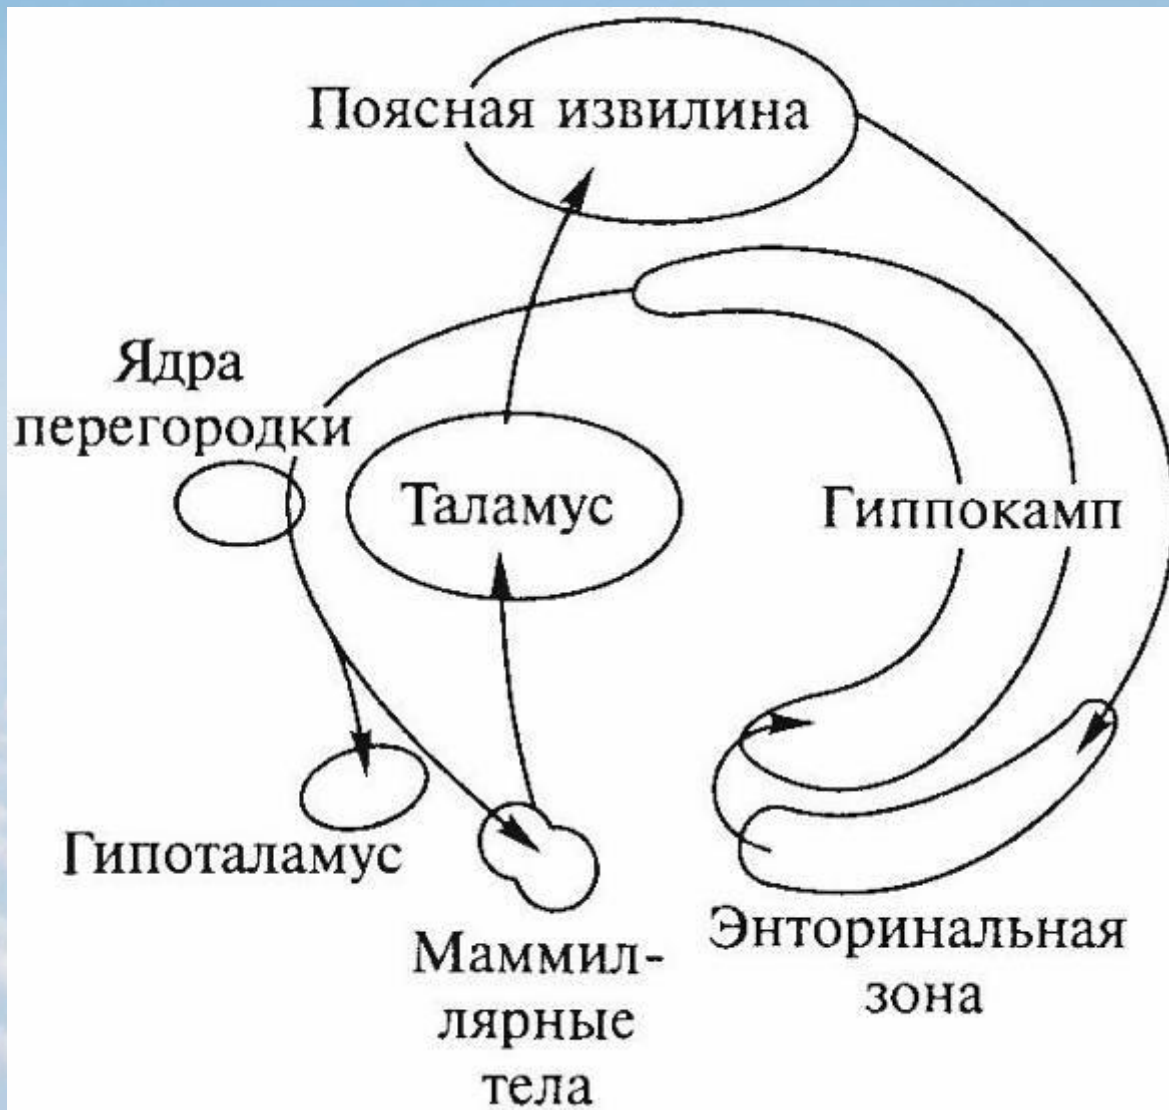 Поясная извилина
Ядра
перегородки
Таламус
Гиппокамп
Гипоталамус
Маммил-
лярные
тела
Энторинальная
зона